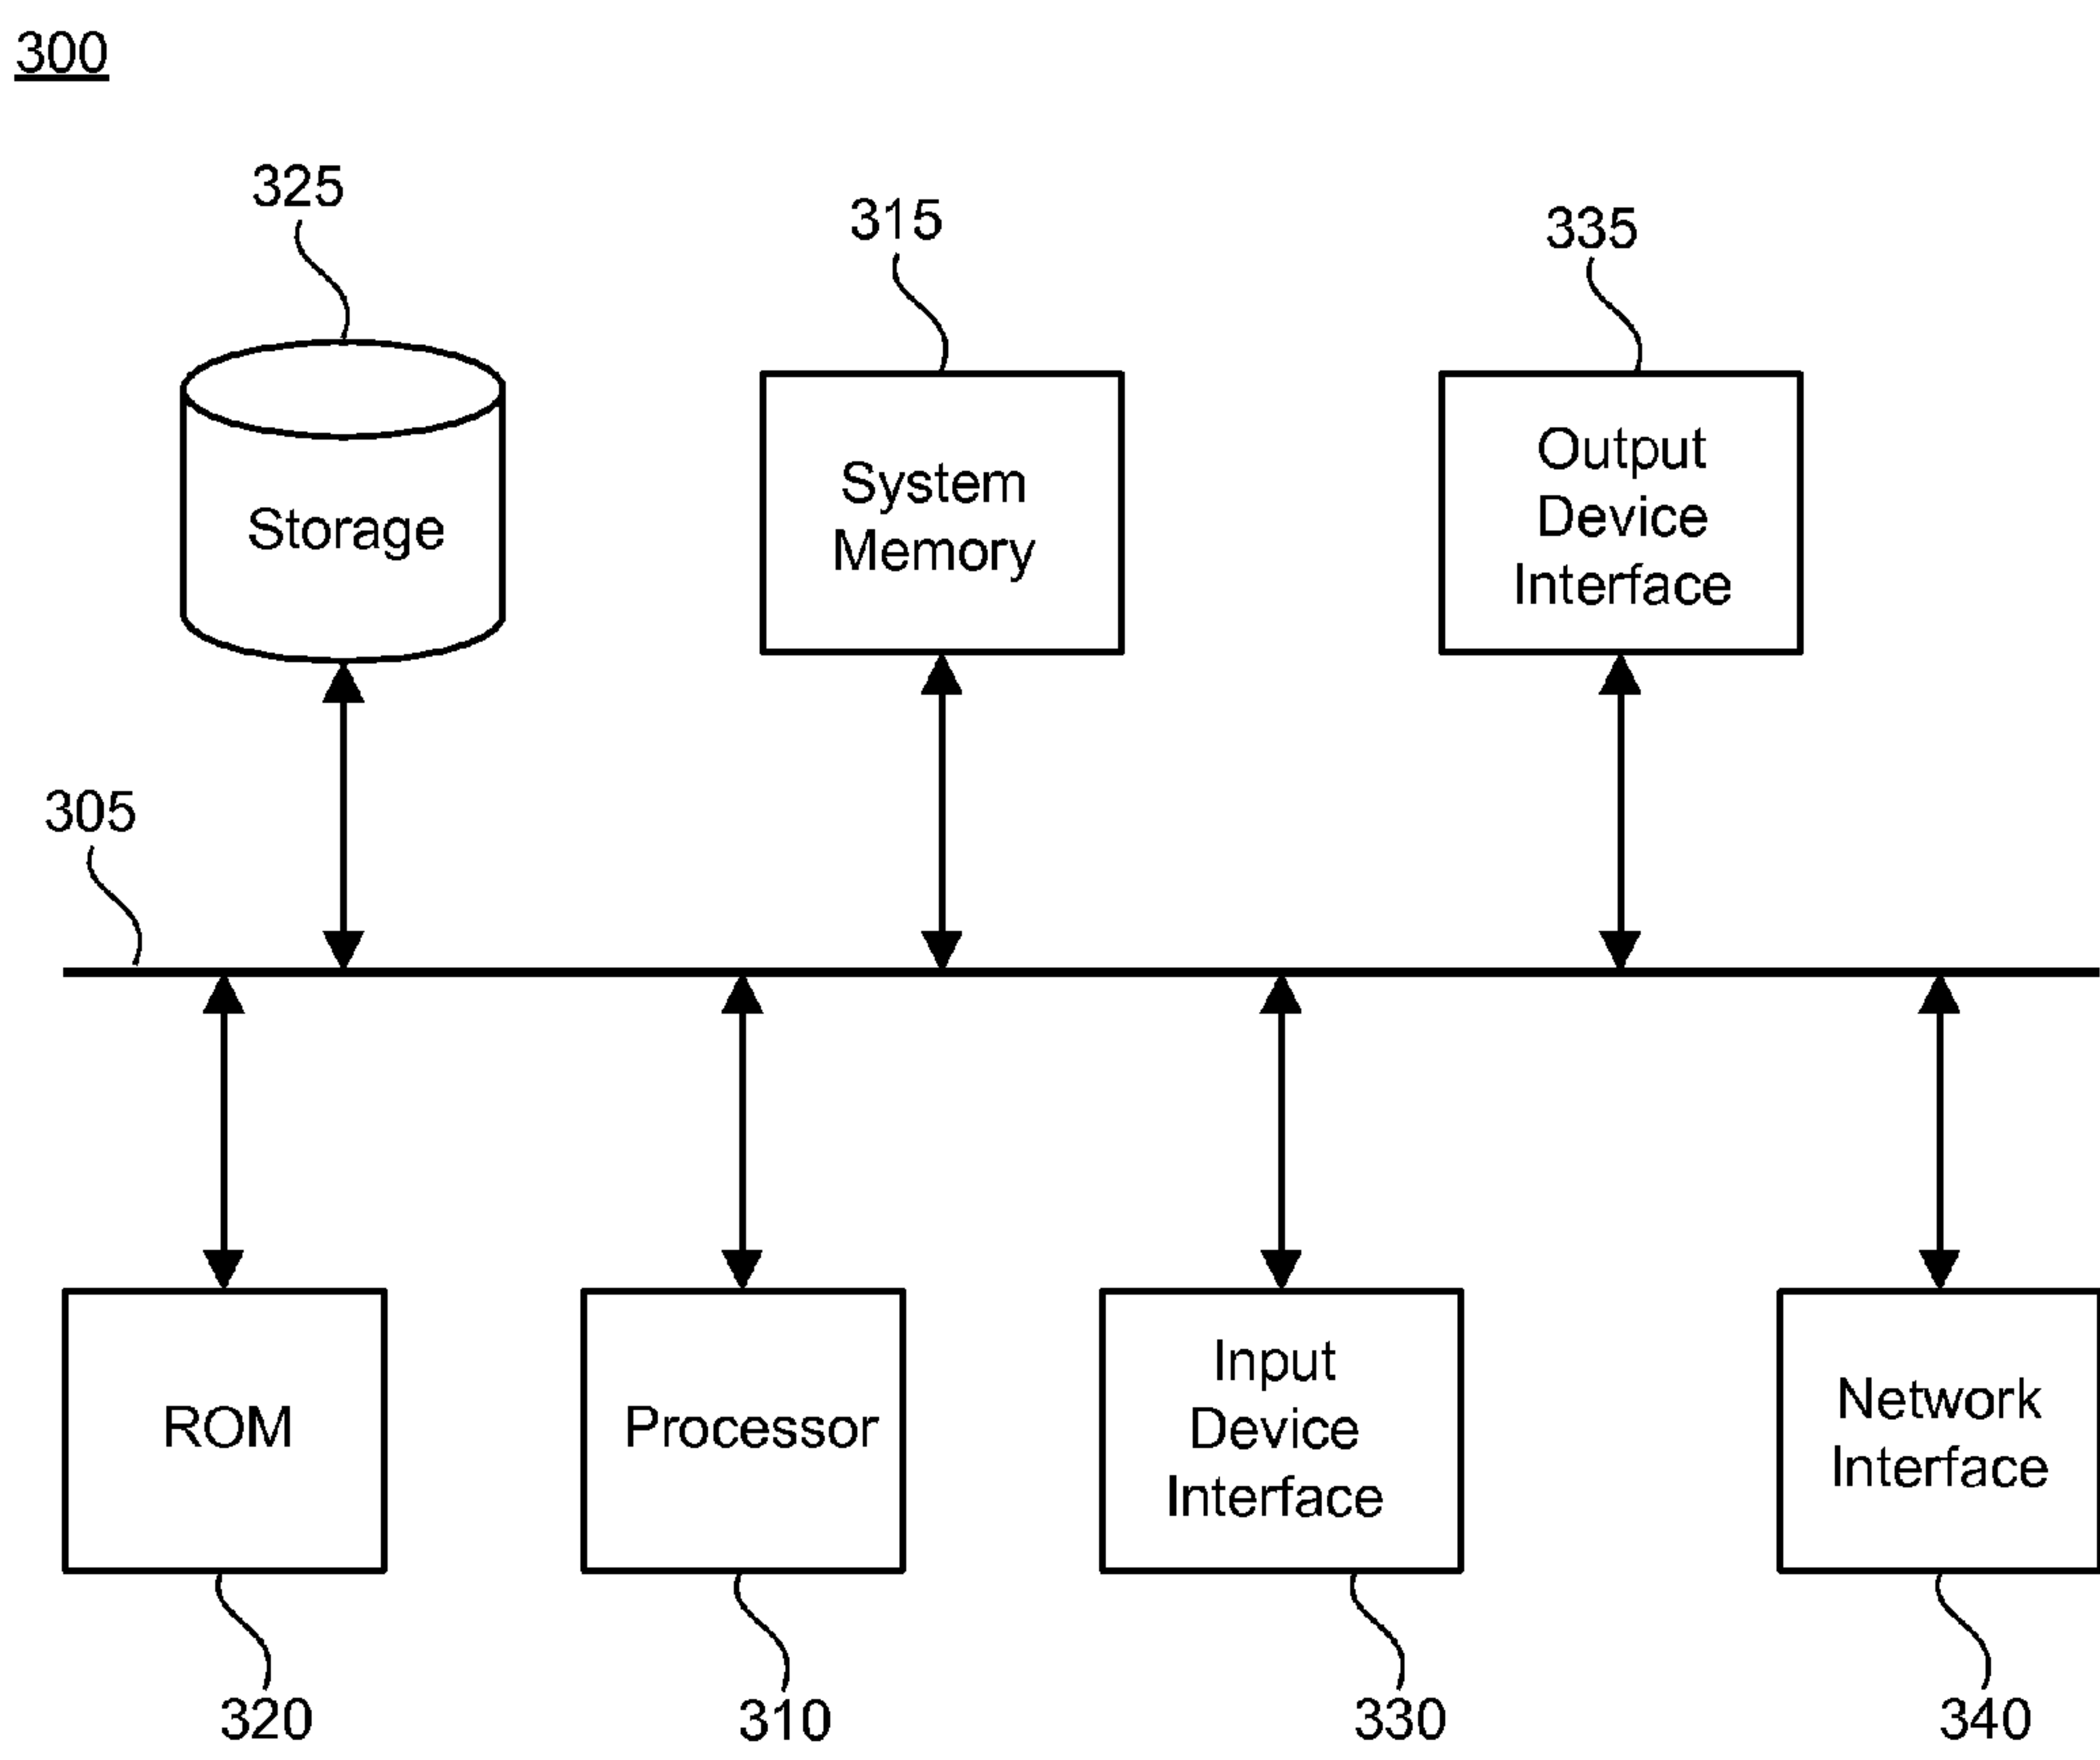 300
325
315
335
Storage
System
Memory
Output
Device
Interface
305
ROM
Processor
Input
Device
Interface
Network
Interface
320
310
330
340